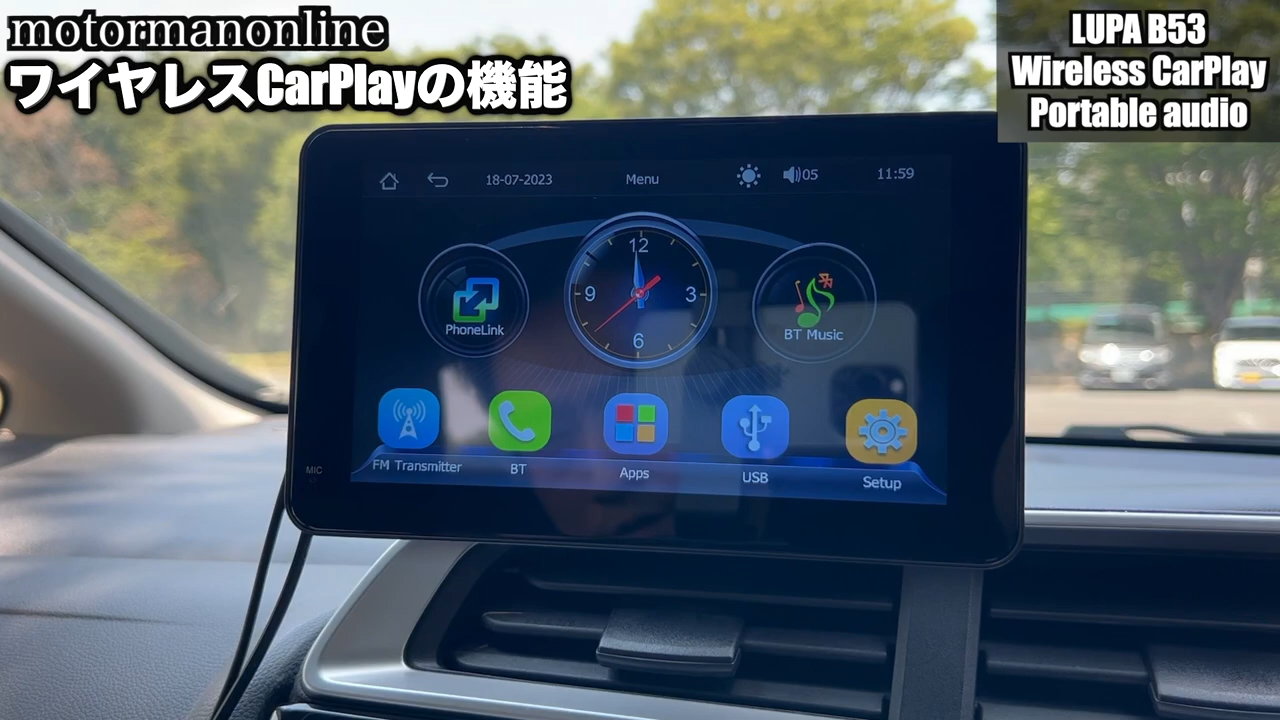 motormanonline
ワイヤレスCarPlayの機能
LUPA B53
Wireless CarPlay
Portable audio
18-07-2023 Menu 05 11:59
12
9 3
6
PhoneLink
BT Music
FM Transmitter BT Apps USB Setup
MIC